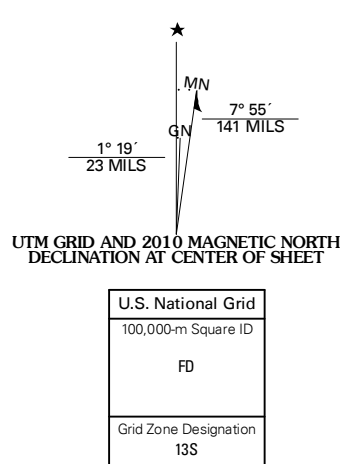 ★
MN
7° 55´
141 MILS
GN
1° 19´
23 MILS
UTM GRID AND 2010 MAGNETIC NORTH
DECLINATION AT CENTER OF SHEET
U.S. National Grid
100,000-m Square ID
FD
Grid Zone Designation
13S